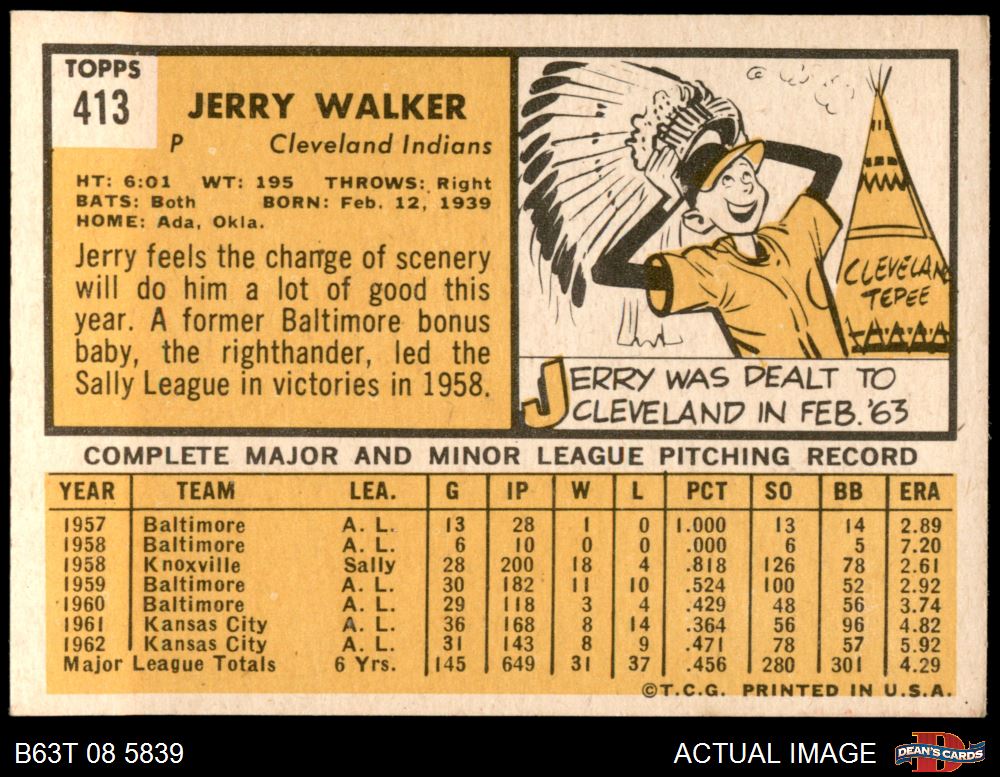 TOPPS
413
JERRY WALKER
P Cleveland Indians
HT: 6:01 WT: 195 THROWS: Right
BATS: Both BORN: Feb. 12, 1939
HOME: Ada, Okla.
Jerry feels the change of scenery
will do him a lot of good this
year. A former Baltimore bonus
baby, the righthander, led the
Sally League in victories in 1958.
CLEVELAND
TEPEE
JERRY WAS DEALT TO
CLEVELAND IN FEB. '63
COMPLETE MAJOR AND MINOR LEAGUE PITCHING RECORD
YEAR TEAM LEA. G IP W L PCT SO BB ERA
1957 Baltimore A. L. 13 28 1 0 1.000 13 14 2.89
1958 Baltimore A. L. 6 10 0 0 .000 6 5 7.20
1958 Knoxville Sally 28 200 18 4 .818 126 78 2.61
1959 Baltimore A. L. 30 182 11 10 .524 100 52 2.92
1960 Baltimore A. L. 29 118 3 4 .429 48 56 3.74
1961 Kansas City A. L. 36 168 8 14 .364 56 96 4.82
1962 Kansas City A. L. 31 143 8 9 .471 78 57 5.92
Major League Totals 6 Yrs. 145 649 31 37 .456 280 301 4.29
©T.C.G. PRINTED IN U.S.A.
B63T 08 5839
ACTUAL IMAGE
DEAN'S CARDS